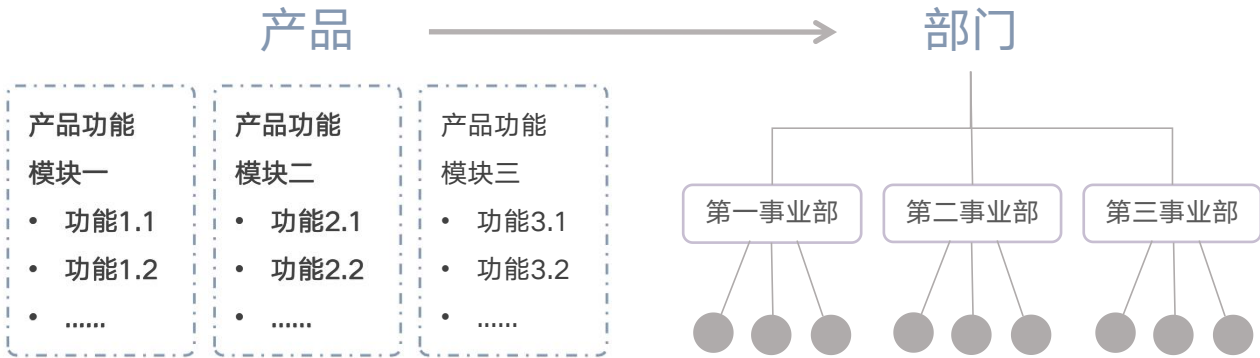 产品
部门
产品功能
模块一
• 功能1.1
• 功能1.2
• ......
产品功能
模块二
• 功能2.1
• 功能2.2
• ......
产品功能
模块三
• 功能3.1
• 功能3.2
• ......
第一事业部
第二事业部
第三事业部